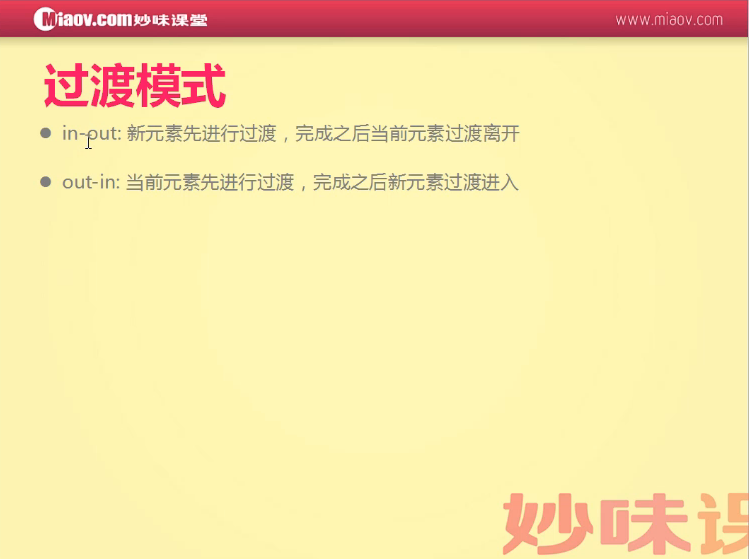 Miaov.com妙味课堂
www.miaov.com
过渡模式
in-out: 新元素先进行过渡，完成之后当前元素过渡离开
out-in: 当前元素先进行过渡，完成之后新元素过渡进入
妙味课